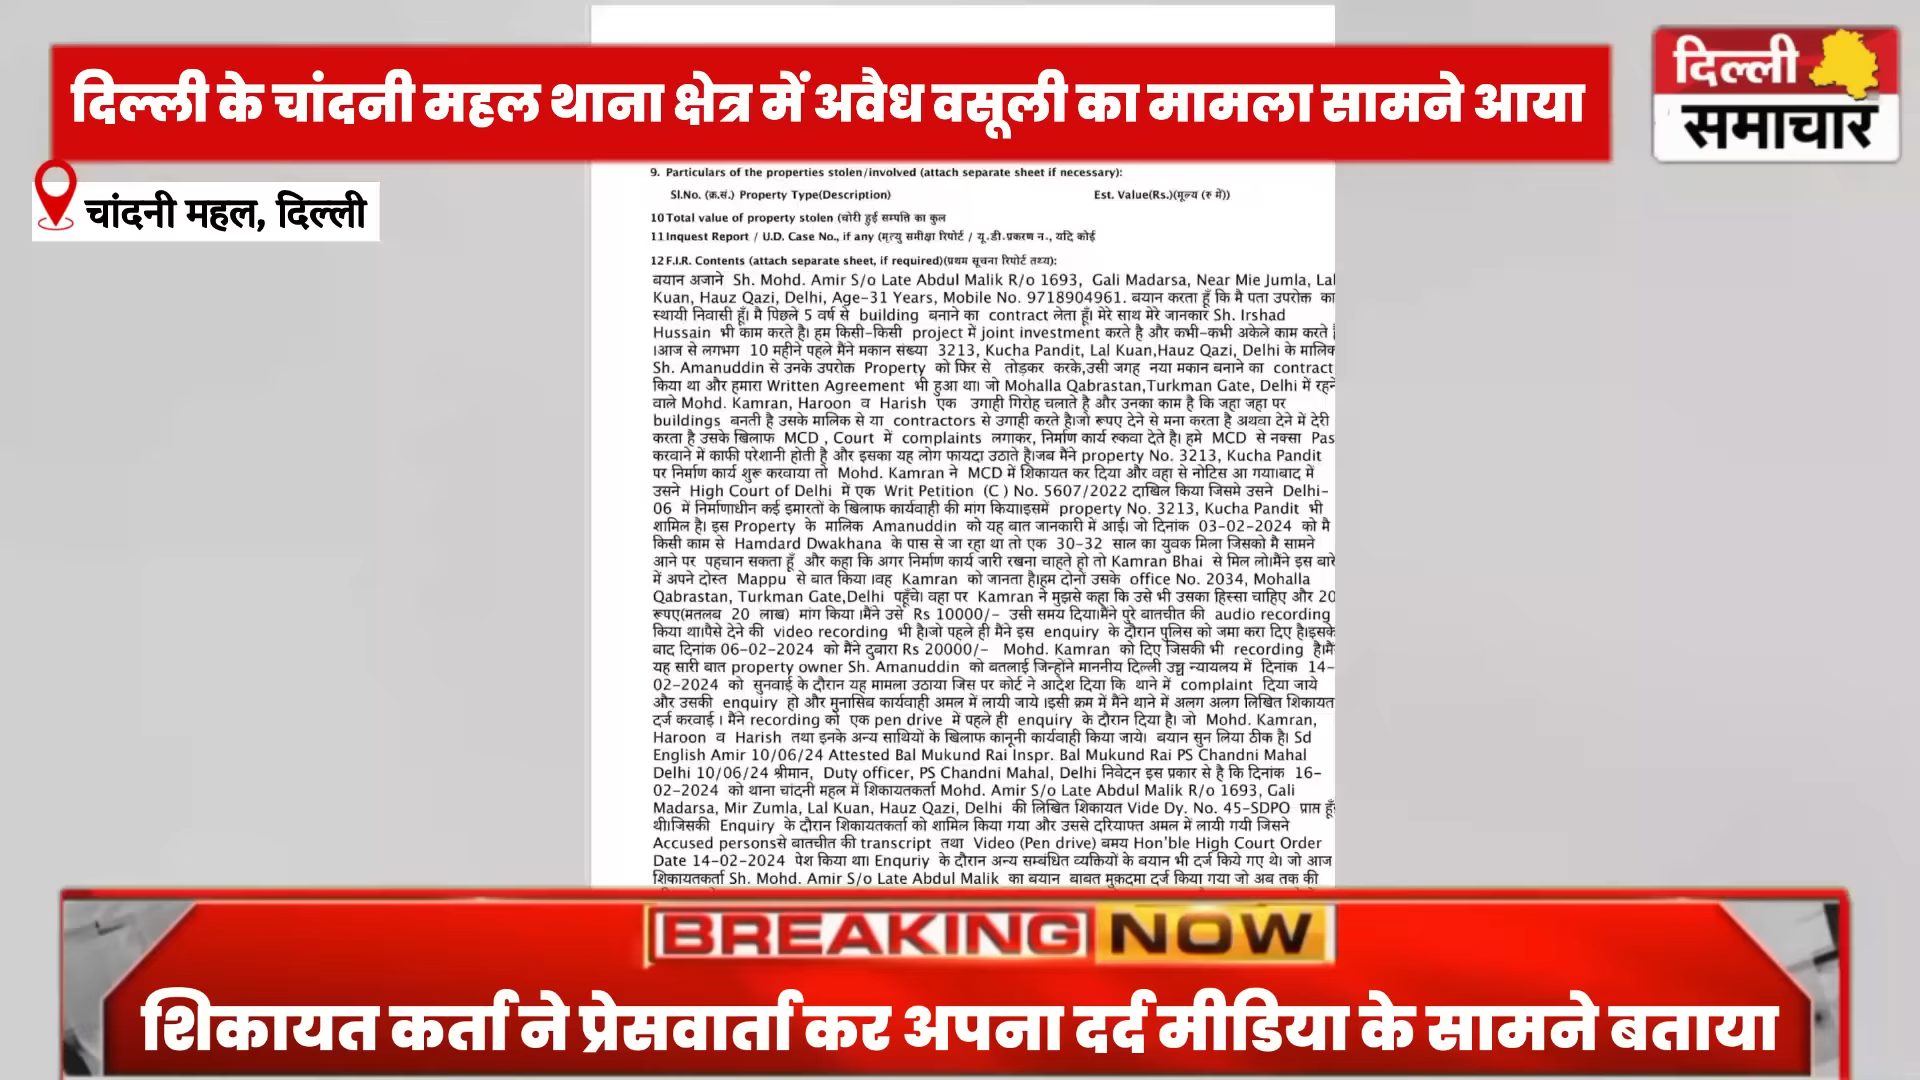 दिल्ली के चांदनी महल थाना क्षेत्र में अवैध वसूली का मामला सामने आया
दिल्ली
समाचार
चांदनी महल, दिल्ली
9. Particulars of the properties stolen/involved (attach separate sheet if necessary):
Sl.No. (क्र.सं.) Property Type(Description) Est. Value(Rs.)(मूल्य (रु में))
10 Total value of property stolen (चोरी हुई सम्पत्ति का कुल
11 Inquest Report / U.D. Case No., if any (मृत्यु समीक्षा रिपोर्ट / यू.डी.प्रकरण न., यदि कोई
12 F.I.R. Contents (attach separate sheet, if required)(प्रथम सूचना रिपोर्ट तथ्य):
बयान अजाने Sh. Mohd. Amir S/o Late Abdul Malik R/o 1693, Gali Madarsa, Near Mie Jumla, Lal
Kuan, Hauz Qazi, Delhi, Age-31 Years, Mobile No. 9718904961. बयान करता हूँ कि मै पता उपरोक्त का
स्थायी निवासी हूँ। मै पिछले 5 वर्ष से building बनाने का contract लेता हूँ। मेरे साथ मेरे जानकार Sh. Irshad
Hussain भी काम करते है। हम किसी-किसी project में joint investment करते है और कभी-कभी अकेले काम करते
।आज से लगभग 10 महीने पहले मैंने मकान संख्या 3213, Kucha Pandit, Lal Kuan,Hauz Qazi, Delhi के मालिक
Sh. Amanuddin से उनके उपरोक्त Property को फिर से तोड़कर करके,उसी जगह नया मकान बनाने का contract
किया था और हमारा Written Agreement भी हुआ था। जो Mohalla Qabrastan,Turkman Gate, Delhi में रहने
वाले Mohd. Kamran, Haroon व Harish एक उगाही गिरोह चलाते है और उनका काम है कि जहा जहा पर
buildings बनती है उसके मालिक से या contractors से उगाही करते है।जो रूपए देने से मना करता है अथवा देने में देरी
करता है उसके खिलाफ MCD , Court में complaints लगाकर, निर्माण कार्य रुकवा देते है। हमे MCD से नक्सा Pas
करवाने में काफी परेशानी होती है और इसका यह लोग फायदा उठाते है।जब मैंने property No. 3213, Kucha Pandit
पर निर्माण कार्य शुरू करवाया तो Mohd. Kamran ने MCD में शिकायत कर दिया और वहा से नोटिस आ गया।बाद में
उसने High Court of Delhi में एक Writ Petition (C ) No. 5607/2022 दाखिल किया जिसमे उसने Delhi-
06 में निर्माणाधीन कई इमारतों के खिलाफ कार्यवाही की मांग किया।इसमें property No. 3213, Kucha Pandit भी
शामिल है। इस Property के मालिक Amanuddin को यह बात जानकारी में आई। जो दिनांक 03-02-2024 को मै
किसी काम से Hamdard Dwakhana के पास से जा रहा था तो एक 30-32 साल का युवक मिला जिसको मै सामने
आने पर पहचान सकता हूँ और कहा कि अगर निर्माण कार्य जारी रखना चाहते हो तो Kamran Bhai से मिल लो।मैंने इस बारे
में अपने दोस्त Mappu से बात किया ।वह Kamran को जानता है।हम दोनों उसके office No. 2034, Mohalla
Qabrastan, Turkman Gate,Delhi पहूँचे। वहा पर Kamran ने मुझसे कहा कि उसे भी उसका हिस्सा चाहिए और 20
रूपए(मतलब 20 लाख) मांग किया ।मैंने उसे Rs 10000/- उसी समय दिया।मैंने पुरे बातचीत की audio recording
किया था।पैसे देने की video recording भी है।जो पहले ही मैंने इस enquiry के दौरान पुलिस को जमा करा दिए है।इसके
बाद दिनांक 06-02-2024 को मैंने दुबारा Rs 20000/- Mohd. Kamran को दिए जिसकी भी recording है।मै
यह सारी बात property owner Sh. Amanuddin को बतलाई जिन्होंने माननीय दिल्ली उच्च न्यायलय में दिनांक 14-
02-2024 को सुनवाई के दौरान यह मामला उठाया जिस पर कोर्ट ने आदेश दिया कि थाने में complaint दिया जाये
और उसकी enquiry हो और मुनासिब कार्यवाही अमल में लायी जाये ।इसी क्रम में मैंने थाने में अलग अलग लिखित शिकायत
दर्ज करवाई । मैंने recording को एक pen drive में पहले ही enquiry के दौरान दिया है। जो Mohd. Kamran,
Haroon व Harish तथा इनके अन्य साथियों के खिलाफ कानूनी कार्यवाही किया जाये। बयान सुन लिया ठीक है। Sd
English Amir 10/06/24 Attested Bal Mukund Rai Inspr. Bal Mukund Rai PS Chandni Mahal
Delhi 10/06/24 श्रीमान, Duty officer, PS Chandni Mahal, Delhi निवेदन इस प्रकार से है कि दिनांक 16-
02-2024 को थाना चांदनी महल में शिकायतकर्ता Mohd. Amir S/o Late Abdul Malik R/o 1693, Gali
Madarsa, Mir Zumla, Lal Kuan, Hauz Qazi, Delhi की लिखित शिकायत Vide Dy. No. 45-SDPO प्राप्त हूँई
थी।जिसकी Enquiry के दौरान शिकायतकर्ता को शामिल किया गया और उससे दरियाफ्त अमल में लायी गयी जिसने
Accused personsसे बातचीत की transcript तथा Video (Pen drive) बमय Hon'ble High Court Order
Date 14-02-2024 पेश किया था। Enquriy के दौरान अन्य सम्बंधित व्यक्तियों के बयान भी दर्ज किये गए थे। जो आज
शिकायतकर्ता Sh. Mohd. Amir S/o Late Abdul Malik का बयान बाबत मुक़दमा दर्ज किया गया जो अब तक की
BREAKING NOW
शिकायत कर्ता ने प्रेसवार्ता कर अपना दर्द मीडिया के सामने बताया